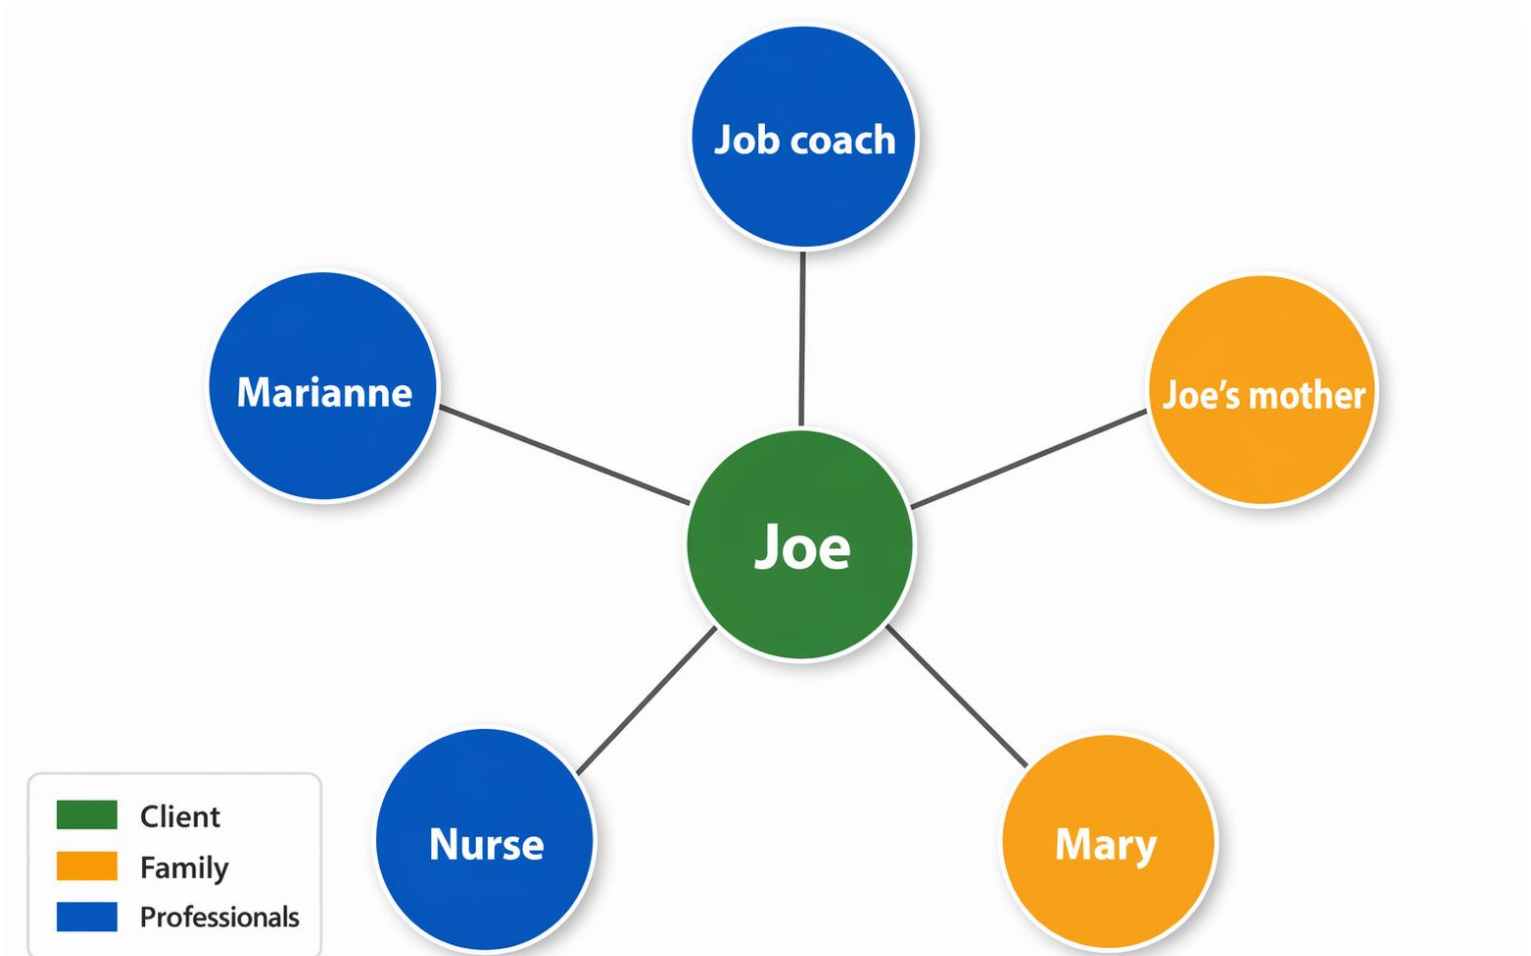 Job coach
Marianne
Joe’s mother
Joe
Nurse
Mary
Client
Family
Professionals